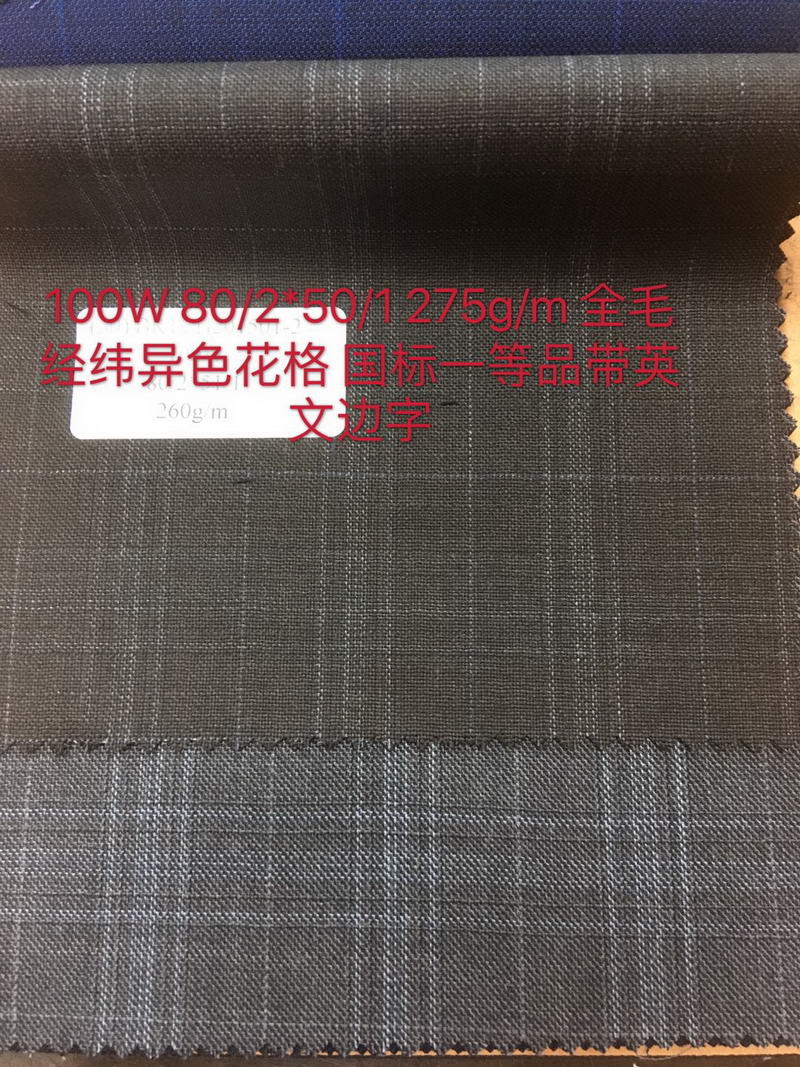 100W 80/2*50/1 275g/m 全毛
经纬异色花格 国标一等品带英
文边字
260g/m